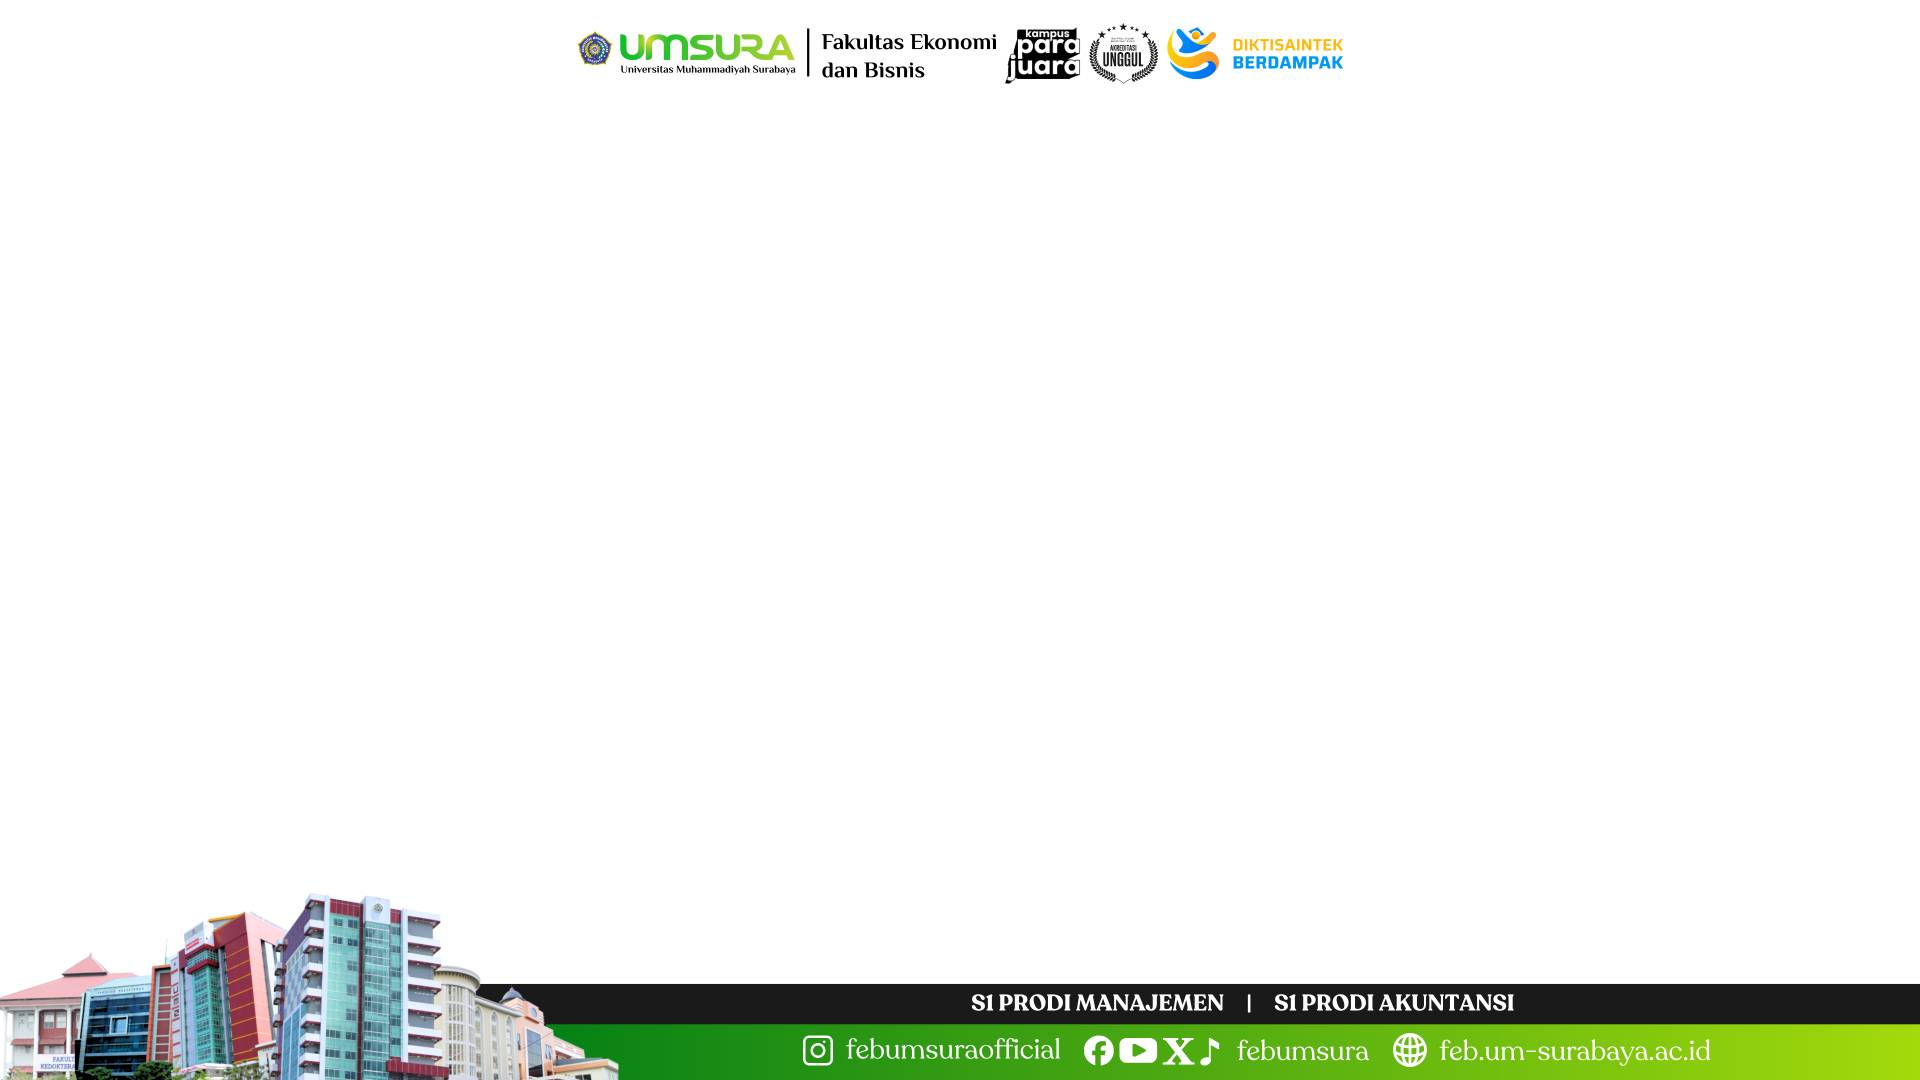 UMSURA
Universitas Muhammadiyah Surabaya
Fakultas Ekonomi
dan Bisnis
kampus
para
juara
AKREDITASI
UNGGUL
DIKTISAINTEK
BERDAMPAK
S1 PRODI MANAJEMEN | S1 PRODI AKUNTANSI
febumsuraofficial
febumsura
feb.um-surabaya.ac.id